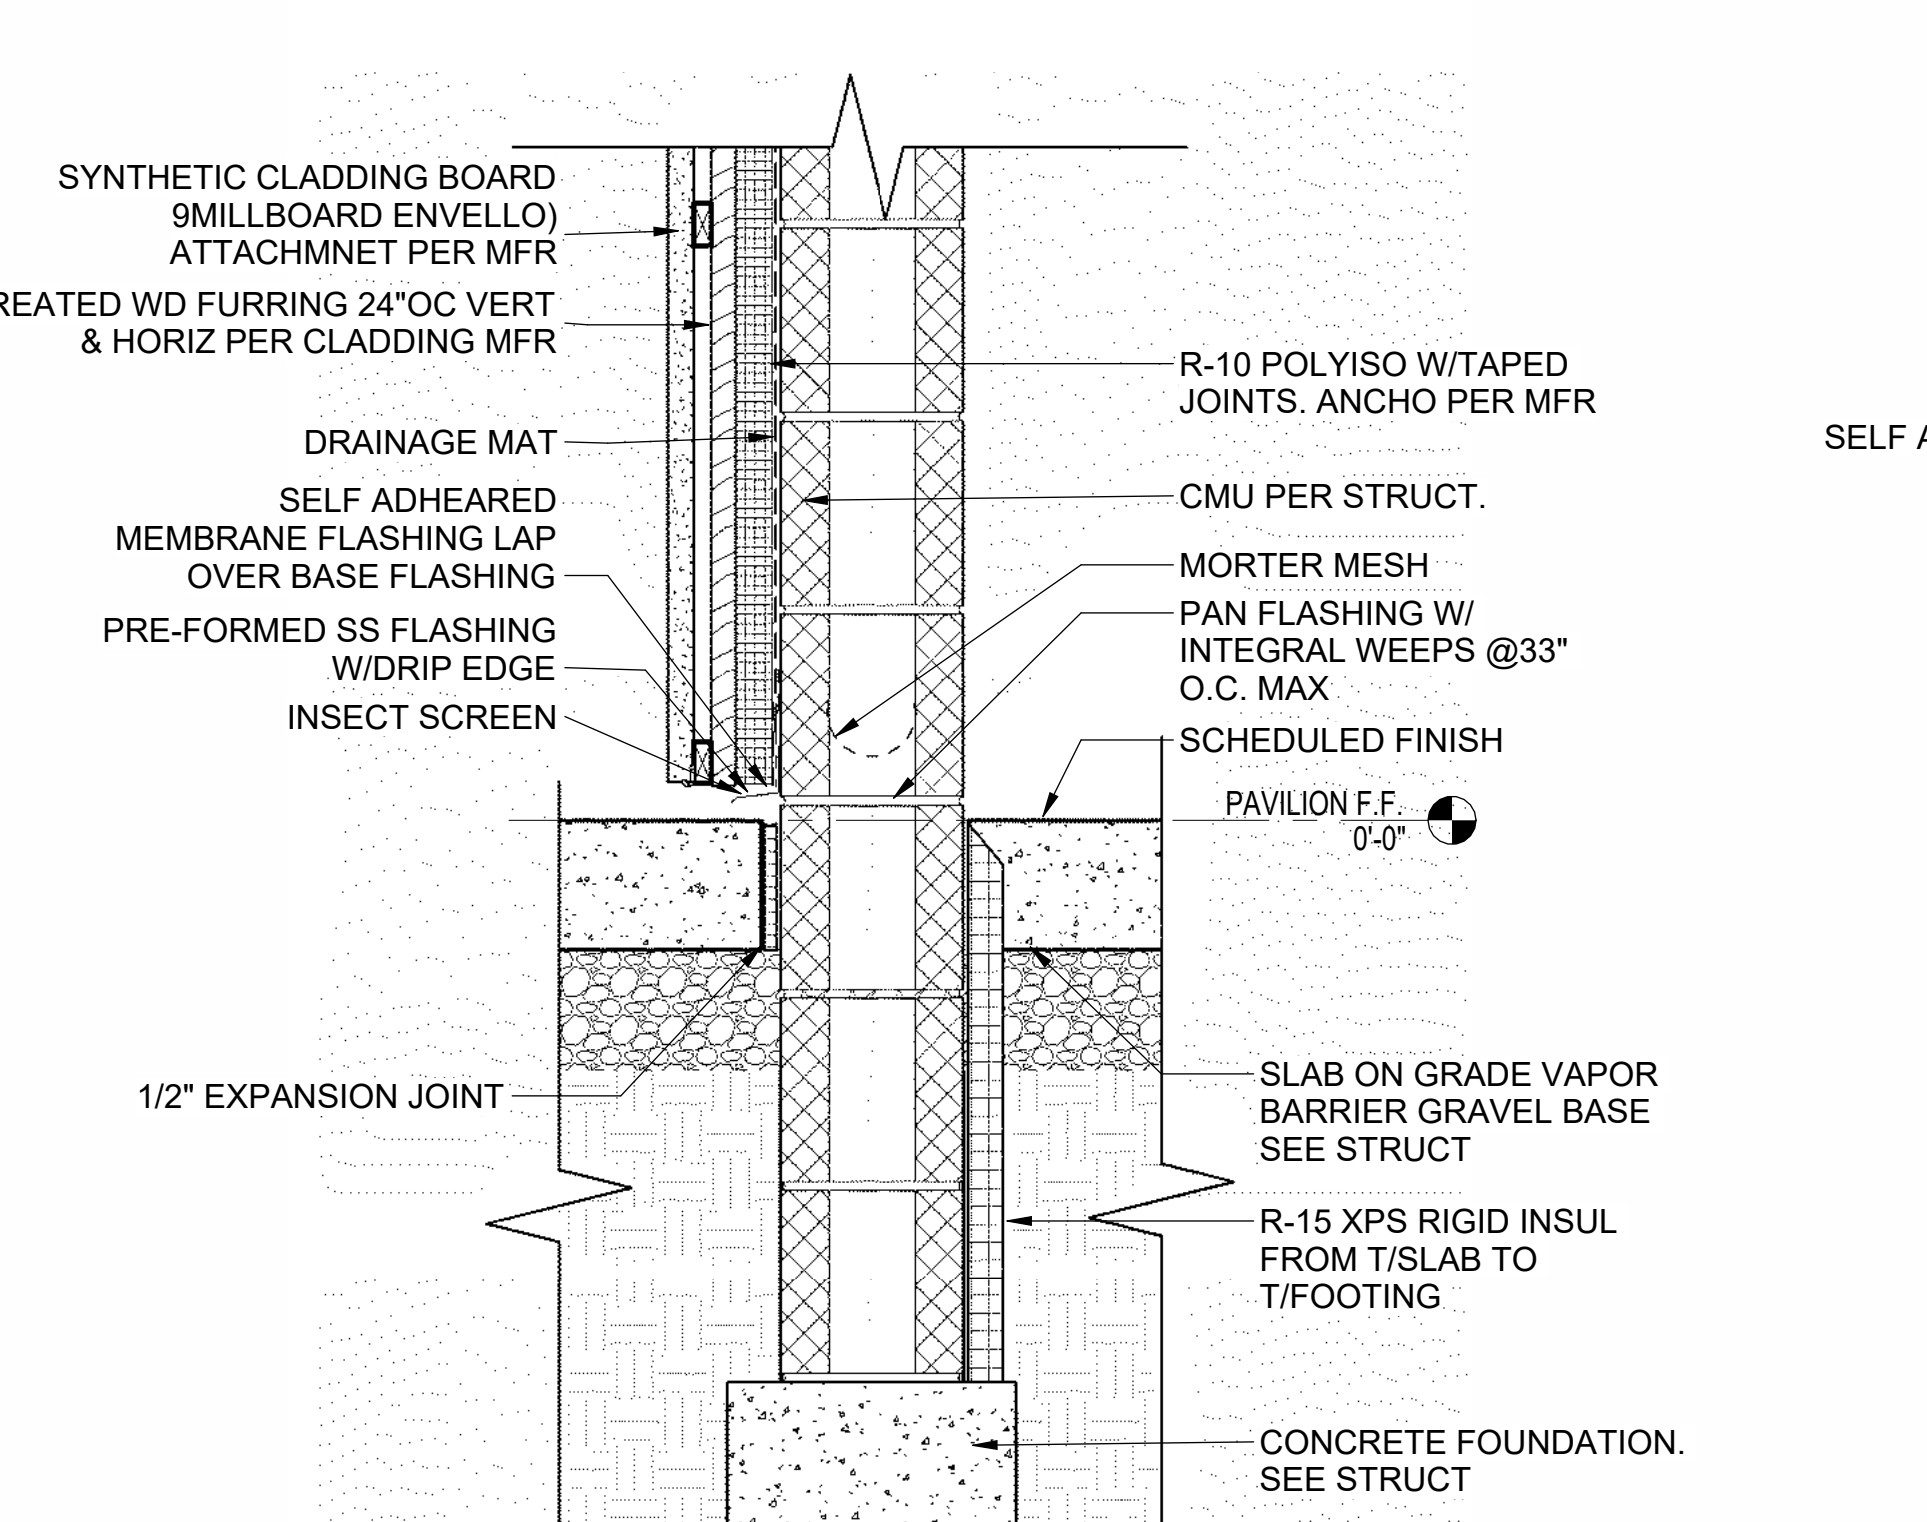 SYNTHETIC CLADDING BOARD
9MILLBOARD ENVELLO)
ATTACHMNET PER MFR
REATED WD FURRING 24"OC VERT
& HORIZ PER CLADDING MFR
DRAINAGE MAT
SELF ADHEARED
MEMBRANE FLASHING LAP
OVER BASE FLASHING
PRE-FORMED SS FLASHING
W/DRIP EDGE
INSECT SCREEN
1/2" EXPANSION JOINT
R-10 POLYISO W/TAPED
JOINTS. ANCHO PER MFR
CMU PER STRUCT.
MORTER MESH
PAN FLASHING W/
INTEGRAL WEEPS @33"
O.C. MAX
SCHEDULED FINISH
PAVILION F.F.
0'-0"
SLAB ON GRADE VAPOR
BARRIER GRAVEL BASE
SEE STRUCT
R-15 XPS RIGID INSUL
FROM T/SLAB TO
T/FOOTING
CONCRETE FOUNDATION.
SEE STRUCT
SELF A